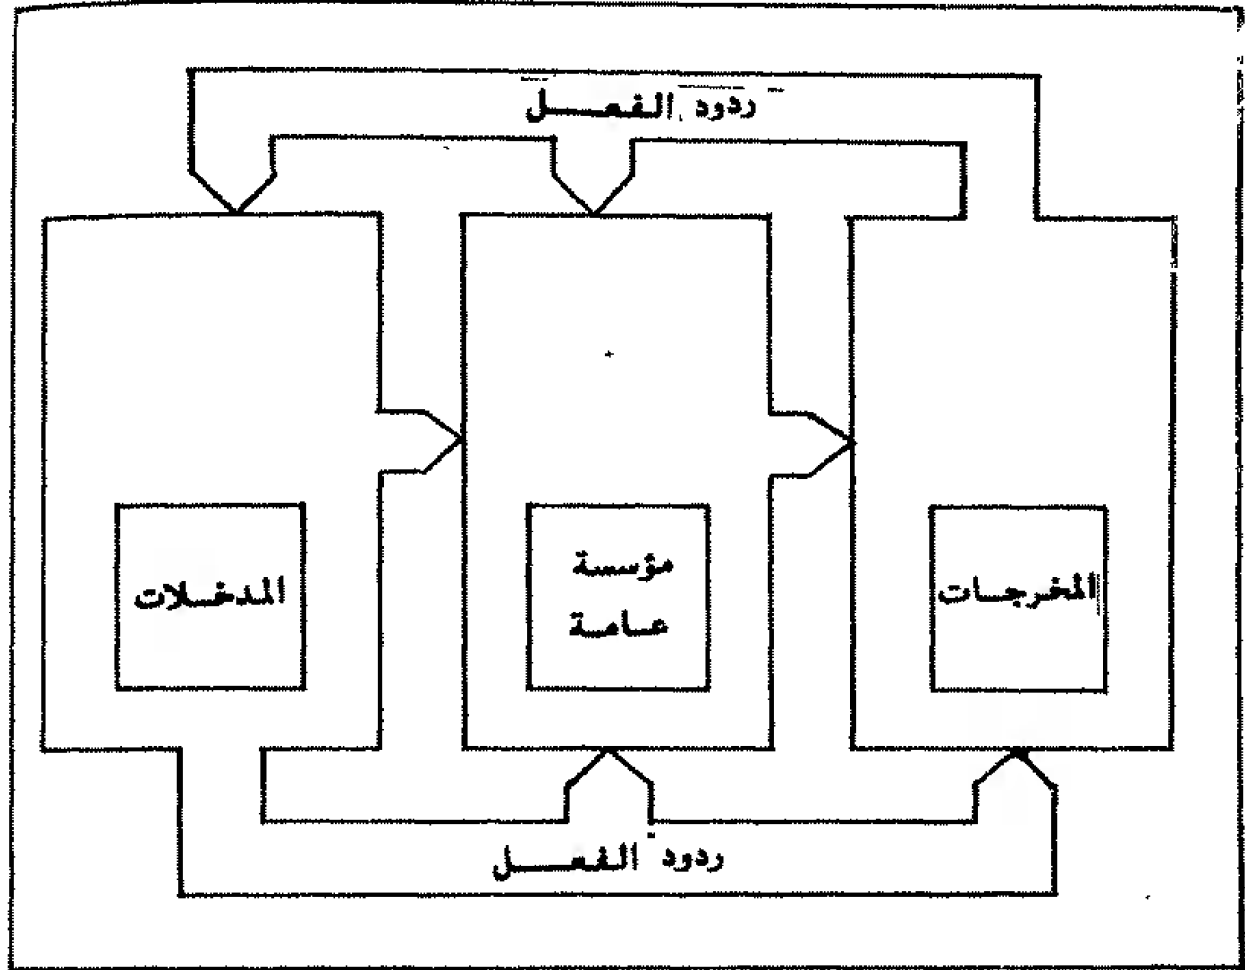 ردود الفعل
المدخلات
مؤسسة
عامة
المخرجات
ردود الفعل